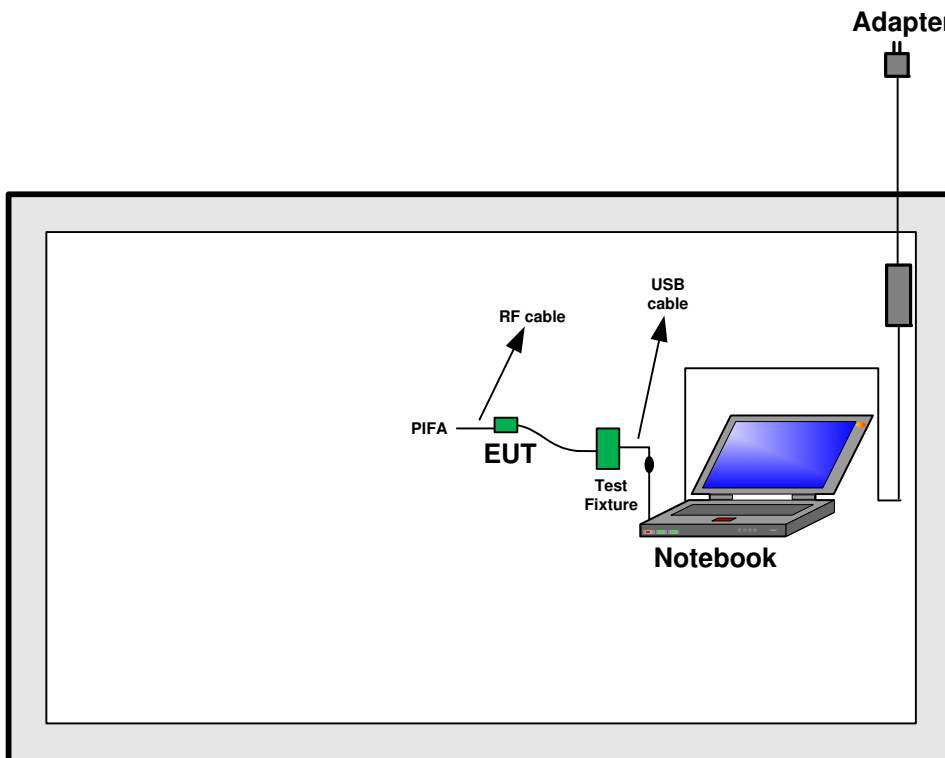 Adapter
USB
cable
RF cable
PIFA
EUT
Test
Fixture
Notebook